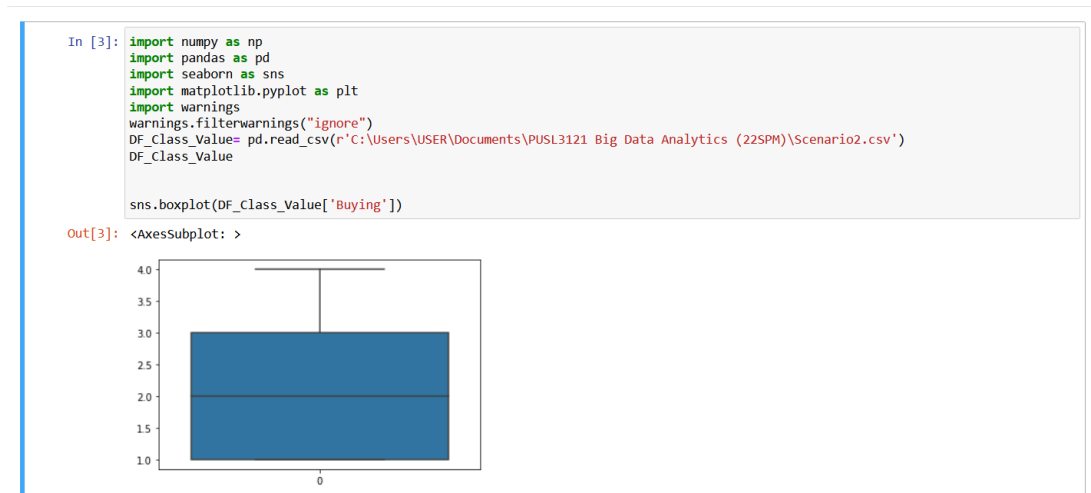 In [3]: import numpy as np
import pandas as pd
import seaborn as sns
import matplotlib.pyplot as plt
import warnings
warnings.filterwarnings("ignore")
DF_Class_Value= pd.read_csv(r'C:\Users\USER\Documents\PUSL3121 Big Data Analytics (22SPM)\Scenario2.csv')
DF_Class_Value
sns.boxplot(DF_Class_Value['Buying'])
Out[3]: <AxesSubplot: >
4.0
3.5
3.0
2.5
2.0
1.5
1.0
0